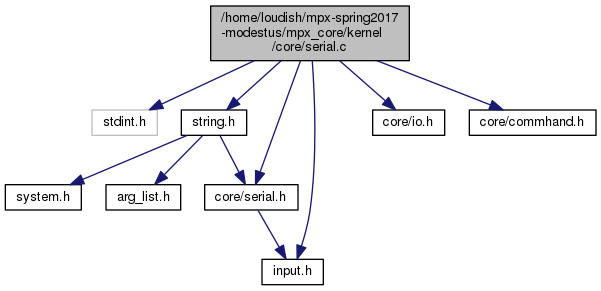 /home/loudish/mpx-spring2017
-modestus/mpx_core/kernel
/core/serial.c
stdint.h
string.h
core/io.h
core/commhand.h
system.h
arg_list.h
core/serial.h
input.h